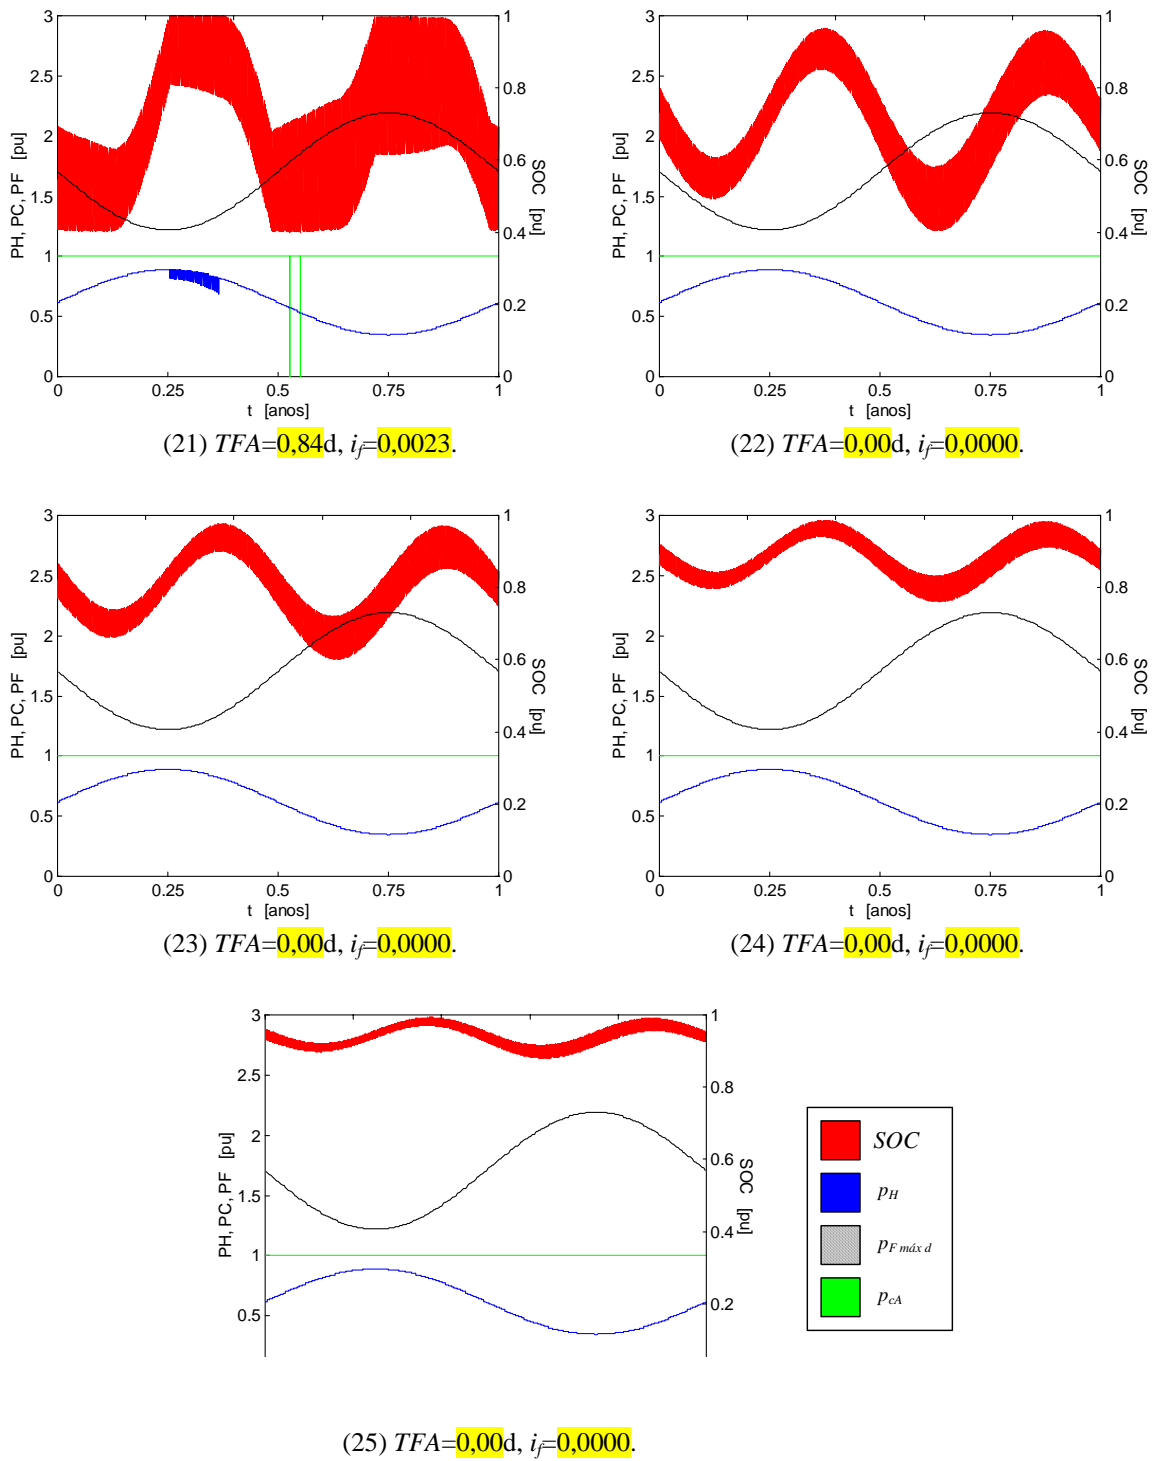 3
2.5
2
1.5
1
0.5
0
PH, PC, PF [pu]
1
0.8
0.6
0.4
0.2
0
SOC [pu]
0 0.25 0.5 0.75 1
t [anos]
(21) TFA=0,84d, if=0,0023.
3
2.5
2
1.5
1
0.5
0
PH, PC, PF [pu]
1
0.8
0.6
0.4
0.2
0
SOC [pu]
0 0.25 0.5 0.75 1
t [anos]
(22) TFA=0,00d, if=0,0000.
3
2.5
2
1.5
1
0.5
0
PH, PC, PF [pu]
1
0.8
0.6
0.4
0.2
0
SOC [pu]
0 0.25 0.5 0.75 1
t [anos]
(23) TFA=0,00d, if=0,0000.
3
2.5
2
1.5
1
0.5
0
PH, PC, PF [pu]
1
0.8
0.6
0.4
0.2
0
SOC [pu]
0 0.25 0.5 0.75 1
t [anos]
(24) TFA=0,00d, if=0,0000.
3
2.5
2
1.5
1
0.5
PH, PC, PF [pu]
1
0.8
0.6
0.4
0.2
SOC [pu]
SOC
pH
pF máx d
pcA
(25) TFA=0,00d, if=0,0000.